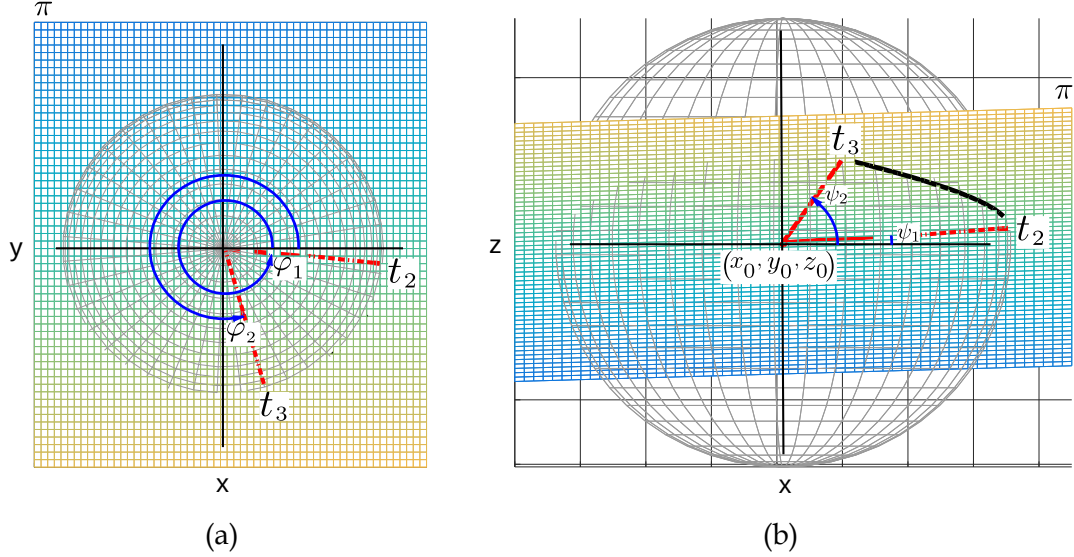 π
y
φ₁
t₂
φ₂
t₃
x
(a)
π
t₃
ψ₂
z
ψ₁
t₂
(x₀, y₀, z₀)
x
(b)